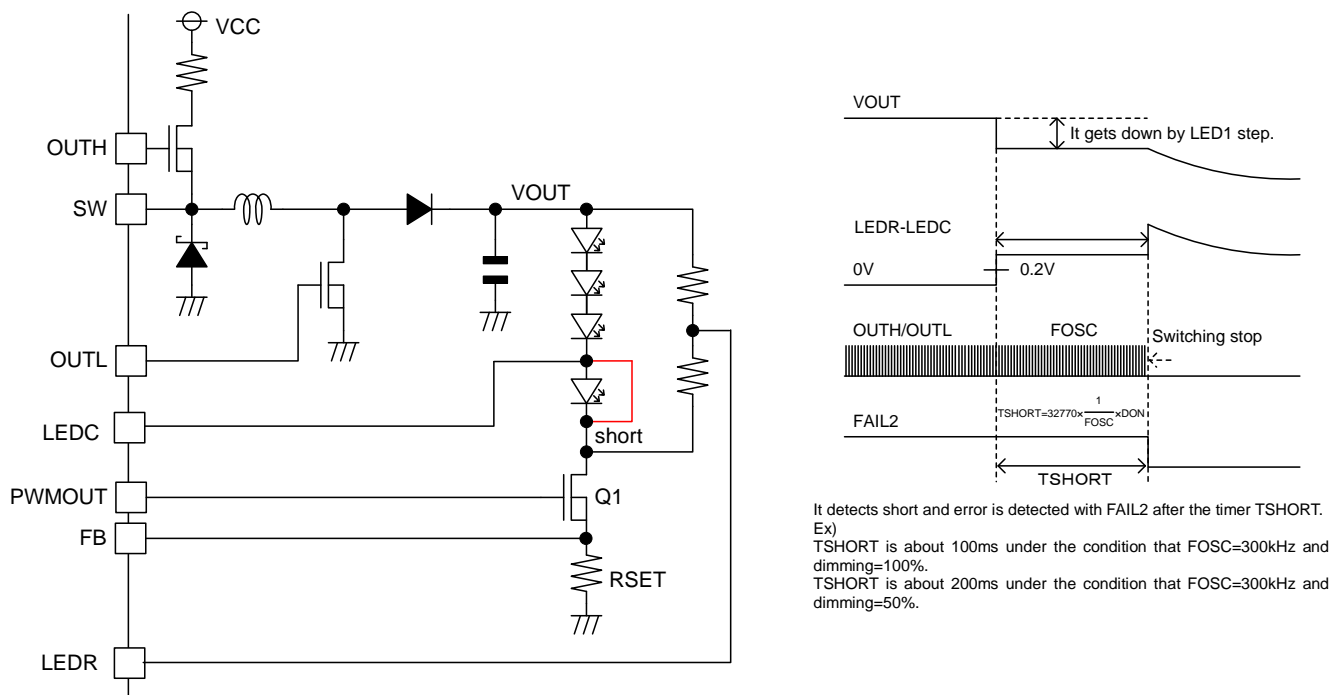 VCC
OUTH
SW
VOUT
OUTL
LEDC
short
PWMOUT
Q1
FB
RSET
LEDR
VOUT
It gets down by LED1 step.
LEDR-LEDC
0V
0.2V
OUTH/OUTL
FOSC
Switching stop
TSHORT=32770×1/FOSC×DON
FAIL2
TSHORT
It detects short and error is detected with FAIL2 after the timer TSHORT.
Ex)
TSHORT is about 100ms under the condition that FOSC=300kHz and
dimming=100%.
TSHORT is about 200ms under the condition that FOSC=300kHz and
dimming=50%.